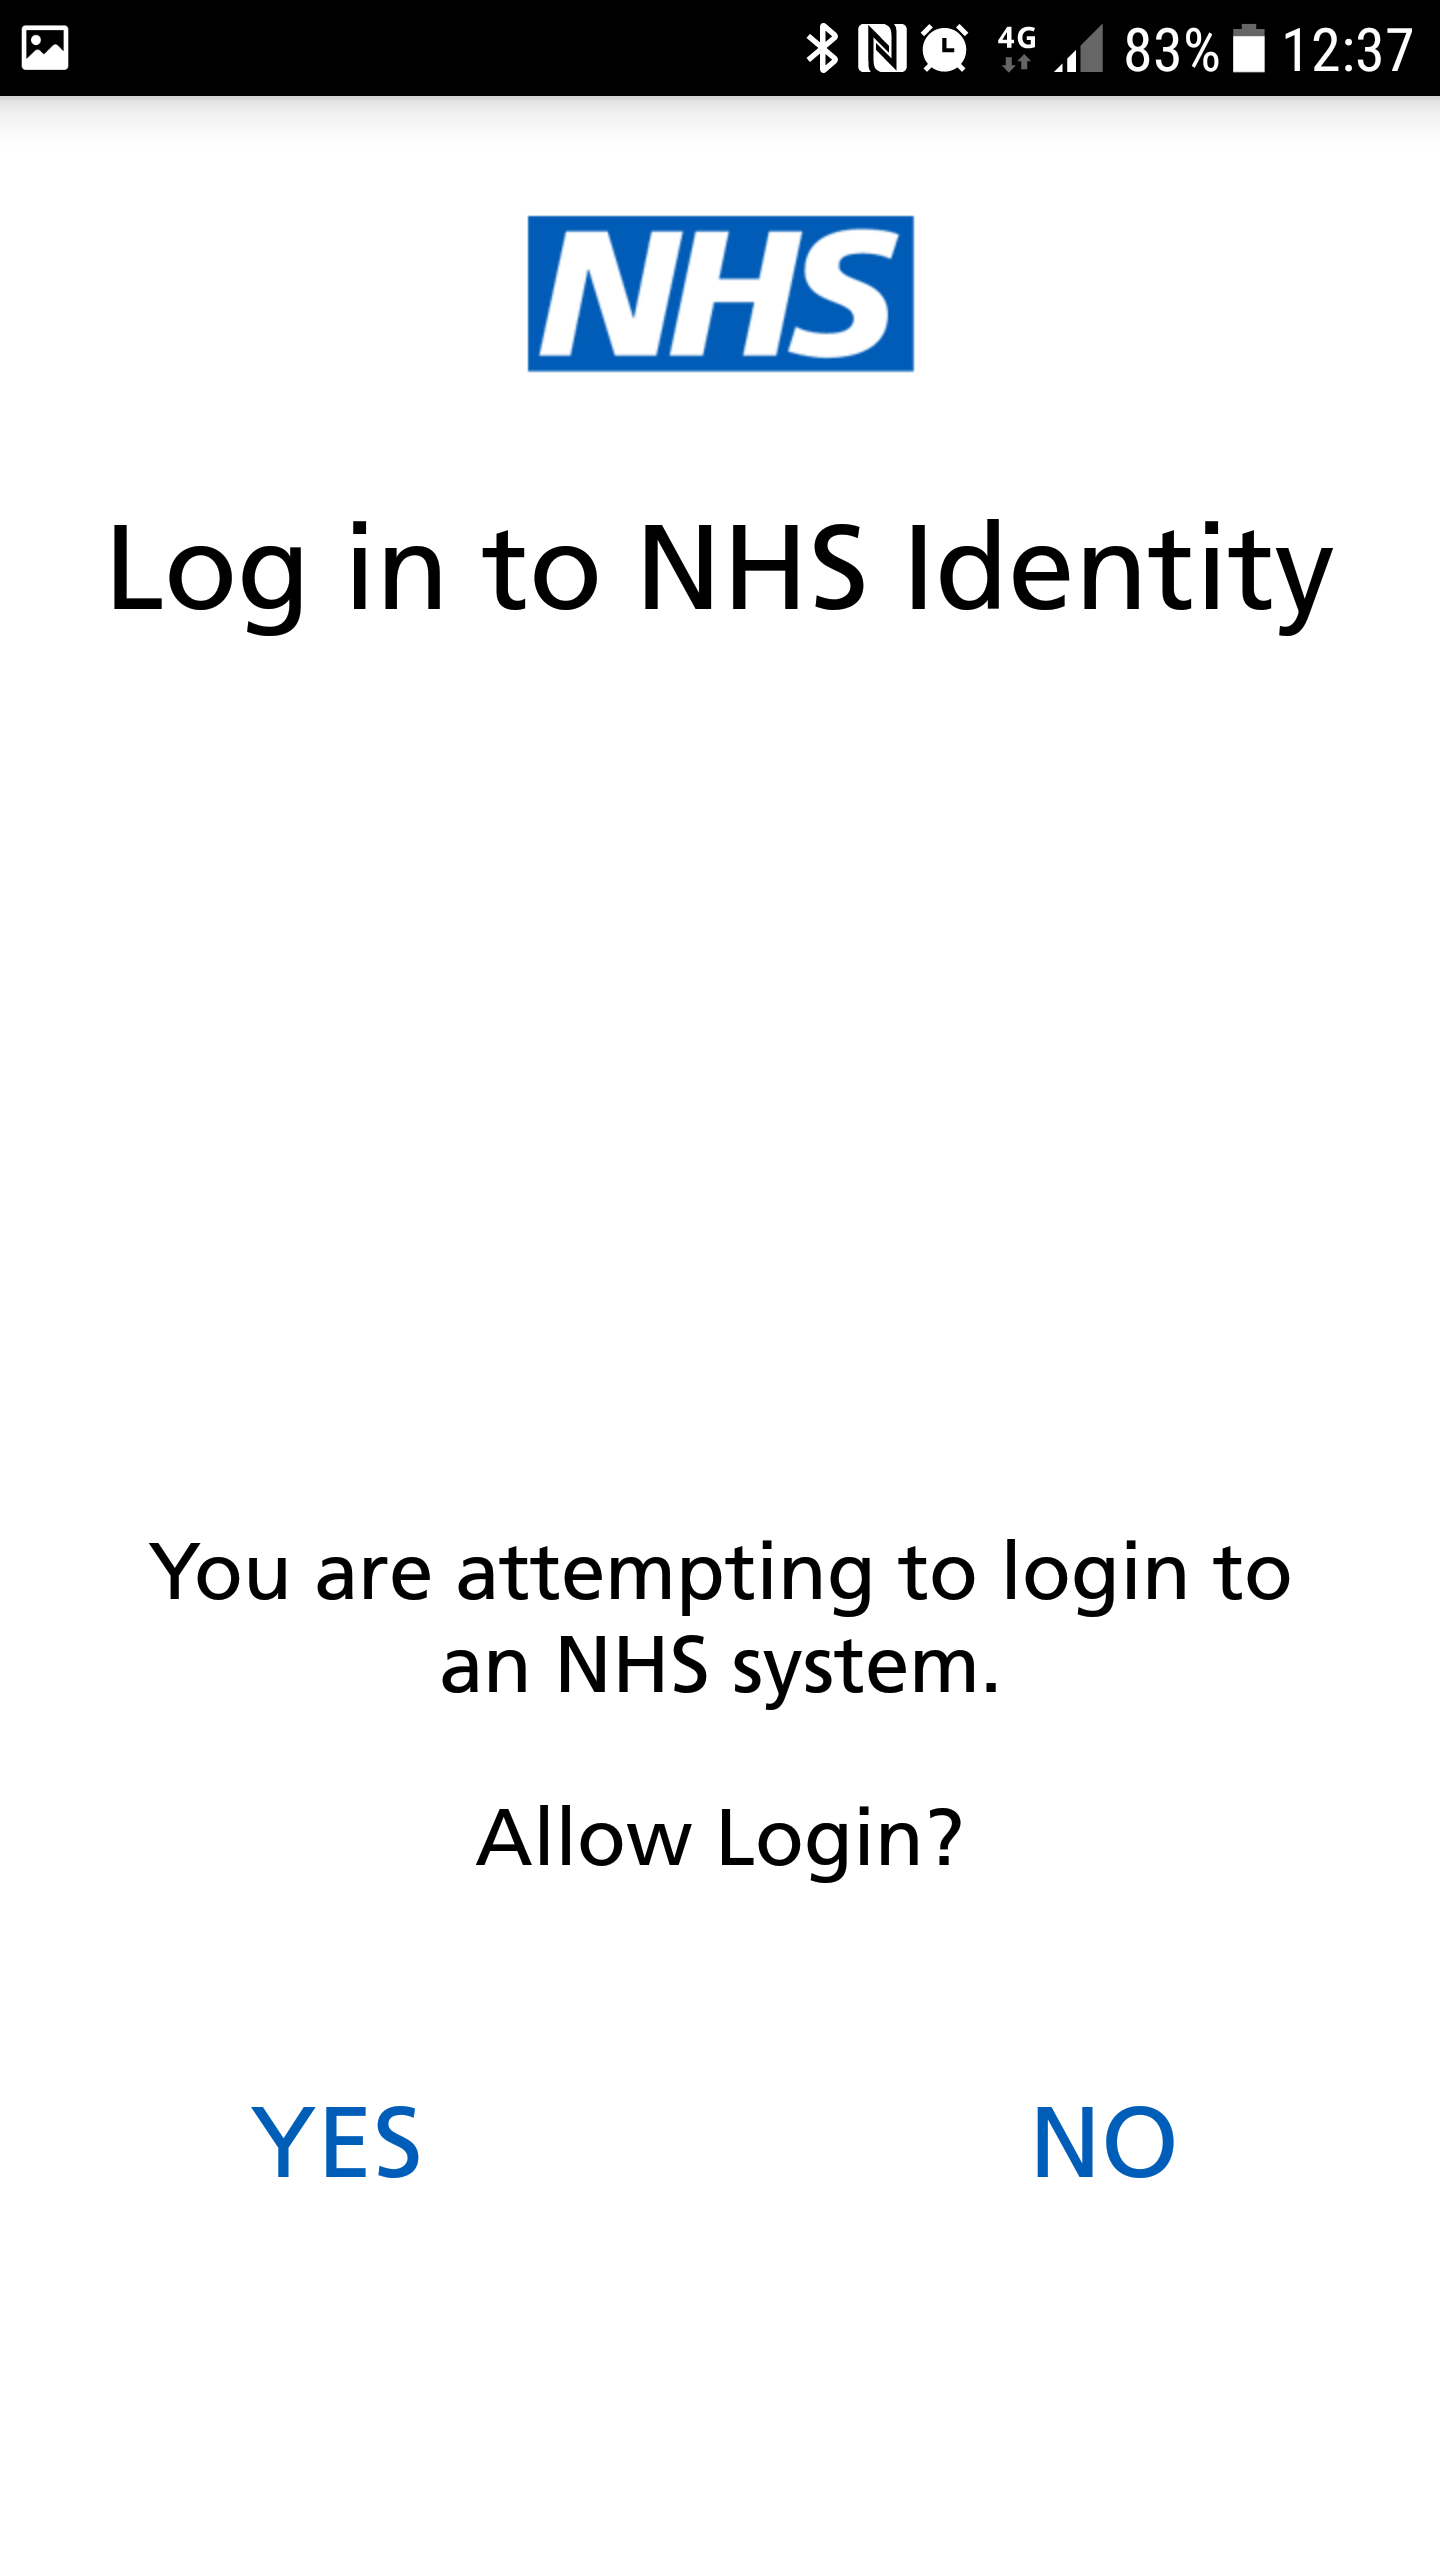 4G 83% 12:37
NHS
Log in to NHS Identity
You are attempting to login to
an NHS system.
Allow Login?
YES NO